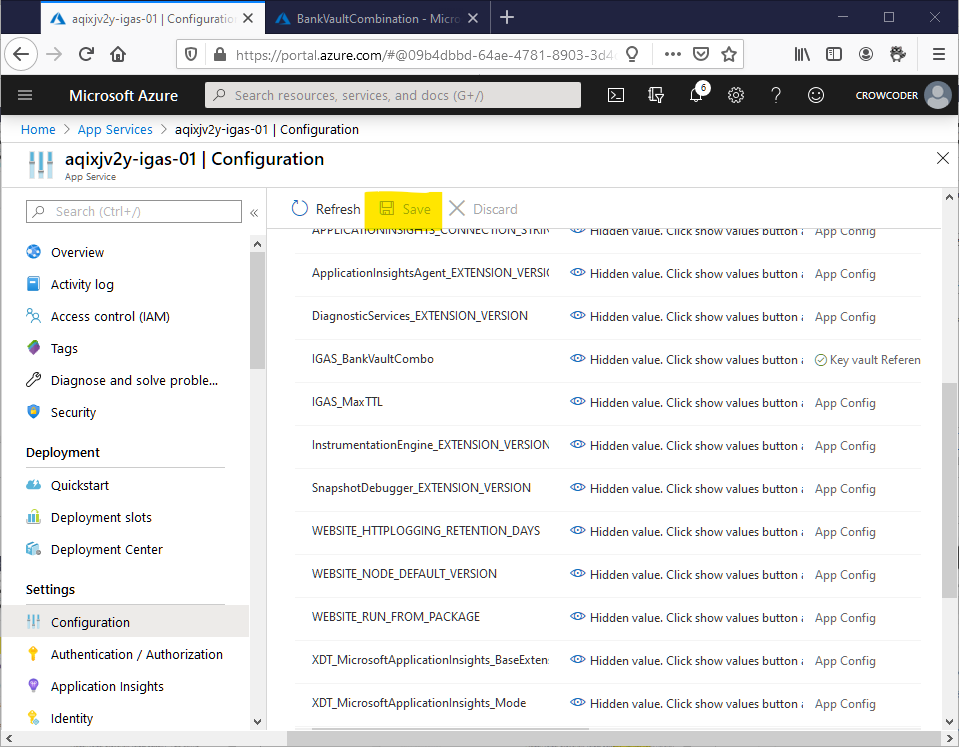 aqixjv2y-igas-01 | Configuration
BankVaultCombination - Micro
https://portal.azure.com/#@09b4dbbd-64ae-4781-8903-3d4
Microsoft Azure
Search resources, services, and docs (G+/)
6
CROWCODER
Home > App Services > aqixjv2y-igas-01 | Configuration
aqixjv2y-igas-01 | Configuration
App Service
Search (Ctrl+/)
«
Refresh
Save
Discard
Overview
Activity log
Access control (IAM)
Tags
Diagnose and solve proble...
Security
Deployment
Quickstart
Deployment slots
Deployment Center
Settings
Configuration
Authentication / Authorization
Application Insights
Identity
APPLICATIONINSIGHTS_CONNECTION_STRIN Hidden value. Click show values button a App Config
ApplicationInsightsAgent_EXTENSION_VERSIO Hidden value. Click show values button a App Config
DiagnosticServices_EXTENSION_VERSION Hidden value. Click show values button a App Config
IGAS_BankVaultCombo Hidden value. Click show values button a Key vault Referen
IGAS_MaxTTL Hidden value. Click show values button a App Config
InstrumentationEngine_EXTENSION_VERSION Hidden value. Click show values button a App Config
SnapshotDebugger_EXTENSION_VERSION Hidden value. Click show values button a App Config
WEBSITE_HTTPLOGGING_RETENTION_DAYS Hidden value. Click show values button a App Config
WEBSITE_NODE_DEFAULT_VERSION Hidden value. Click show values button a App Config
WEBSITE_RUN_FROM_PACKAGE Hidden value. Click show values button a App Config
XDT_MicrosoftApplicationInsights_BaseExten Hidden value. Click show values button a App Config
XDT_MicrosoftApplicationInsights_Mode Hidden value. Click show values button a App Config